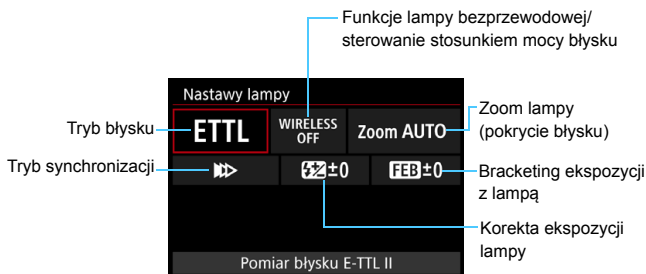 Funkcje lampy bezprzewodowej/
sterowanie stosunkiem mocy błysku
Nastawy lampy
Tryb błysku
ETTL
WIRELESS
OFF
Zoom AUTO
Zoom lampy
(pokrycie błysku)
Tryb synchronizacji
±0
FEB±0
Bracketing ekspozycji
z lampą
Korekta ekspozycji
lampy
Pomiar błysku E-TTL II